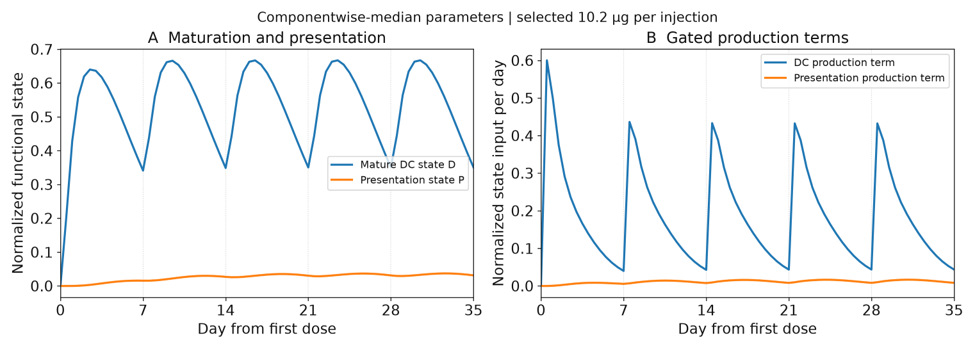 Componentwise-median parameters | selected 10.2 µg per injection
A Maturation and presentation
Normalized functional state
0.7
0.6
0.5
0.4
0.3
0.2
0.1
0.0
Mature DC state D
Presentation state P
0 7 14 21 28 35
Day from first dose
B Gated production terms
Normalized state input per day
0.6
0.5
0.4
0.3
0.2
0.1
0.0
DC production term
Presentation production term
0 7 14 21 28 35
Day from first dose